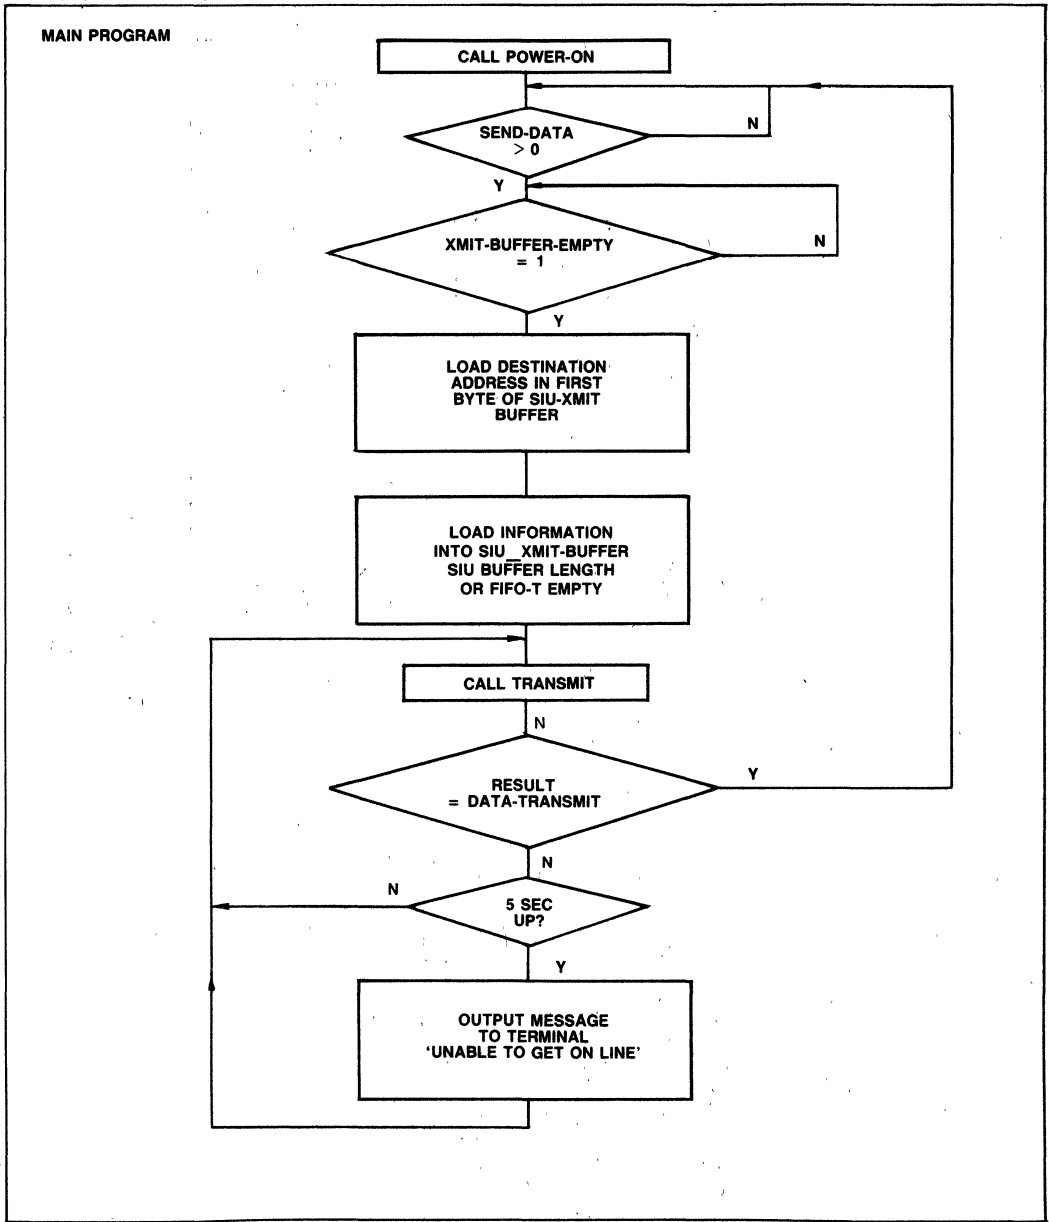 MAIN PROGRAM
CALL POWER-ON
SEND-DATA
> 0
N
Y
XMIT-BUFFER-EMPTY
= 1
N
Y
LOAD DESTINATION
ADDRESS IN FIRST
BYTE OF SIU-XMIT
BUFFER
LOAD INFORMATION
INTO SIU_XMIT-BUFFER
SIU BUFFER LENGTH
OR FIFO-T EMPTY
CALL TRANSMIT
N
RESULT
= DATA-TRANSMIT
Y
N
N
5 SEC
UP?
Y
OUTPUT MESSAGE
TO TERMINAL
'UNABLE TO GET ON LINE'